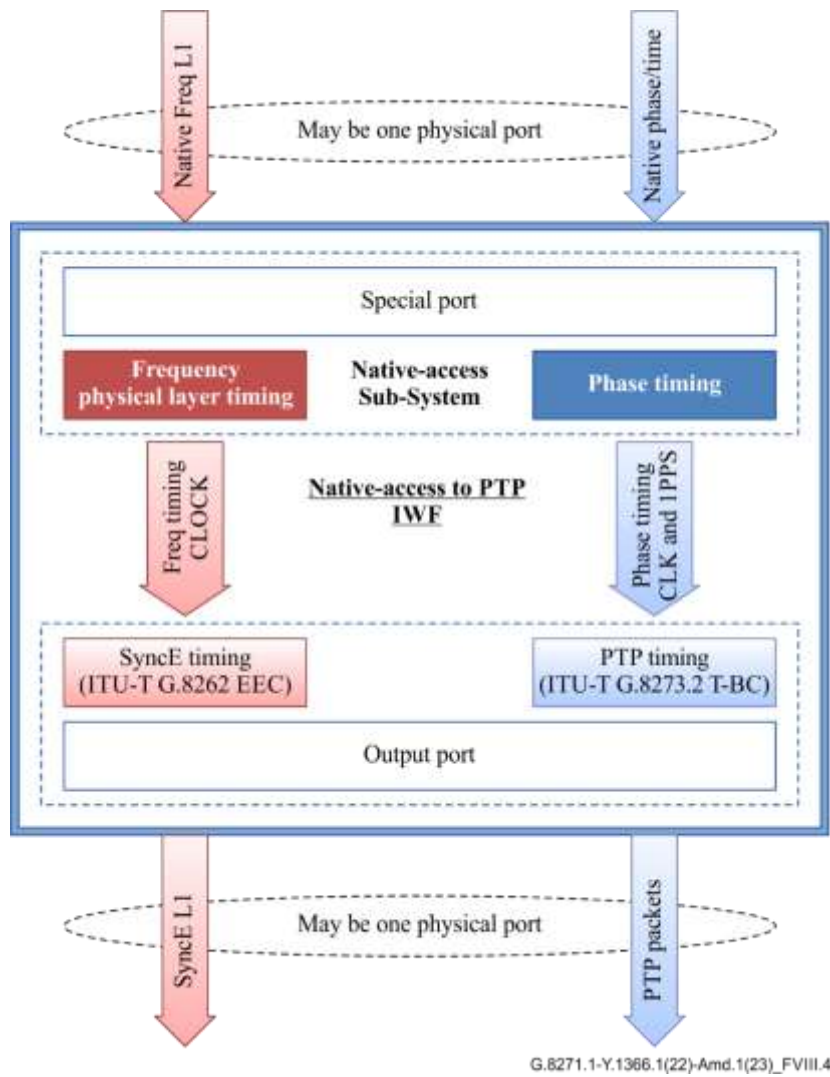 Native Freq L1
Native phase/time
May be one physical port
Special port
Frequency
physical layer timing
Native-access
Sub-System
Phase timing
Freq timing
CLOCK
Native-access to PTP
IWF
Phase timing
CLK and 1PPS
SyncE timing
(ITU-T G.8262 EEC)
PTP timing
(ITU-T G.8273.2 T-BC)
Output port
SyncE L1
May be one physical port
PTP packets
G.8271.1-Y.1366.1(22)-Amd.1(23)_FVIII.4